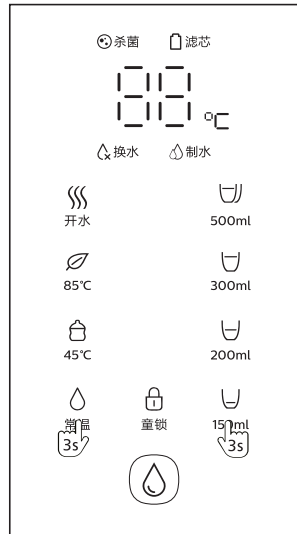 杀菌 滤芯
88 °C
换水 制水
开水 500ml
85℃ 300ml
45℃ 200ml
常温 童锁 150ml
3s 3s